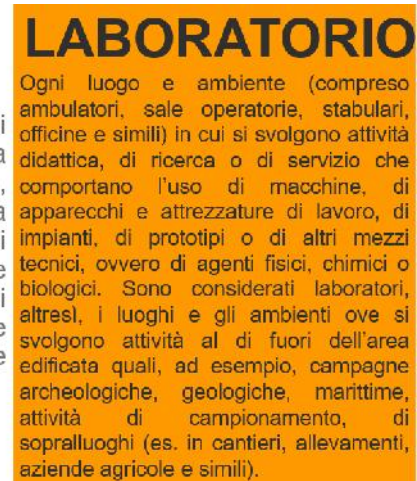 LABORATORIO
Ogni luogo e ambiente (compreso
ambulatori, sale operatorie, stabulari,
officine e simili) in cui si svolgono attività
didattica, di ricerca o di servizio che
comportano l'uso di macchine, di
apparecchi e attrezzature di lavoro, di
impianti, di prototipi o di altri mezzi
tecnici, ovvero di agenti fisici, chimici o
biologici. Sono considerati laboratori,
altresì, i luoghi e gli ambienti ove si
svolgono attività al di fuori dell'area
edificata quali, ad esempio, campagne
archeologiche, geologiche, marittime,
attività di campionamento, di
sopralluoghi (es. in cantieri, allevamenti,
aziende agricole e simili).